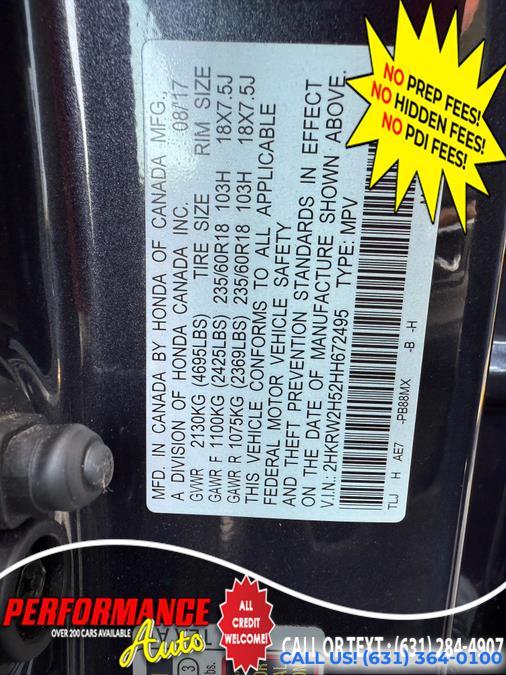 MFD. IN CANADA BY HONDA OF CANADA MFG.,
A DIVISION OF HONDA CANADA INC. 08/17
GVWR 2130KG (4695LBS) TIRE SIZE RIM SIZE
GAWR F 1100KG (2425LBS) 235/60R18 103H 18X7.5J
GAWR R 1075KG (2369LBS) 235/60R18 103H 18X7.5J
THIS VEHICLE CONFORMS TO ALL APPLICABLE
FEDERAL MOTOR VEHICLE SAFETY
AND THEFT PREVENTION STANDARDS IN EFFECT
ON THE DATE OF MANUFACTURE SHOWN ABOVE.
V.I.N.: 2HKRW2H52HH672495 TYPE: MPV
TLJ H AE7 -PB88MX -B -H
NO PREP FEES!
NO HIDDEN FEES!
NO PDI FEES!
PERFORMANCE
OVER 200 CARS AVAILABLE
Auto
ALL
CREDIT
WELCOME!
CALL OR TEXT : (631) 284-4907
CALL US! (631) 364-0100
3
lbs.